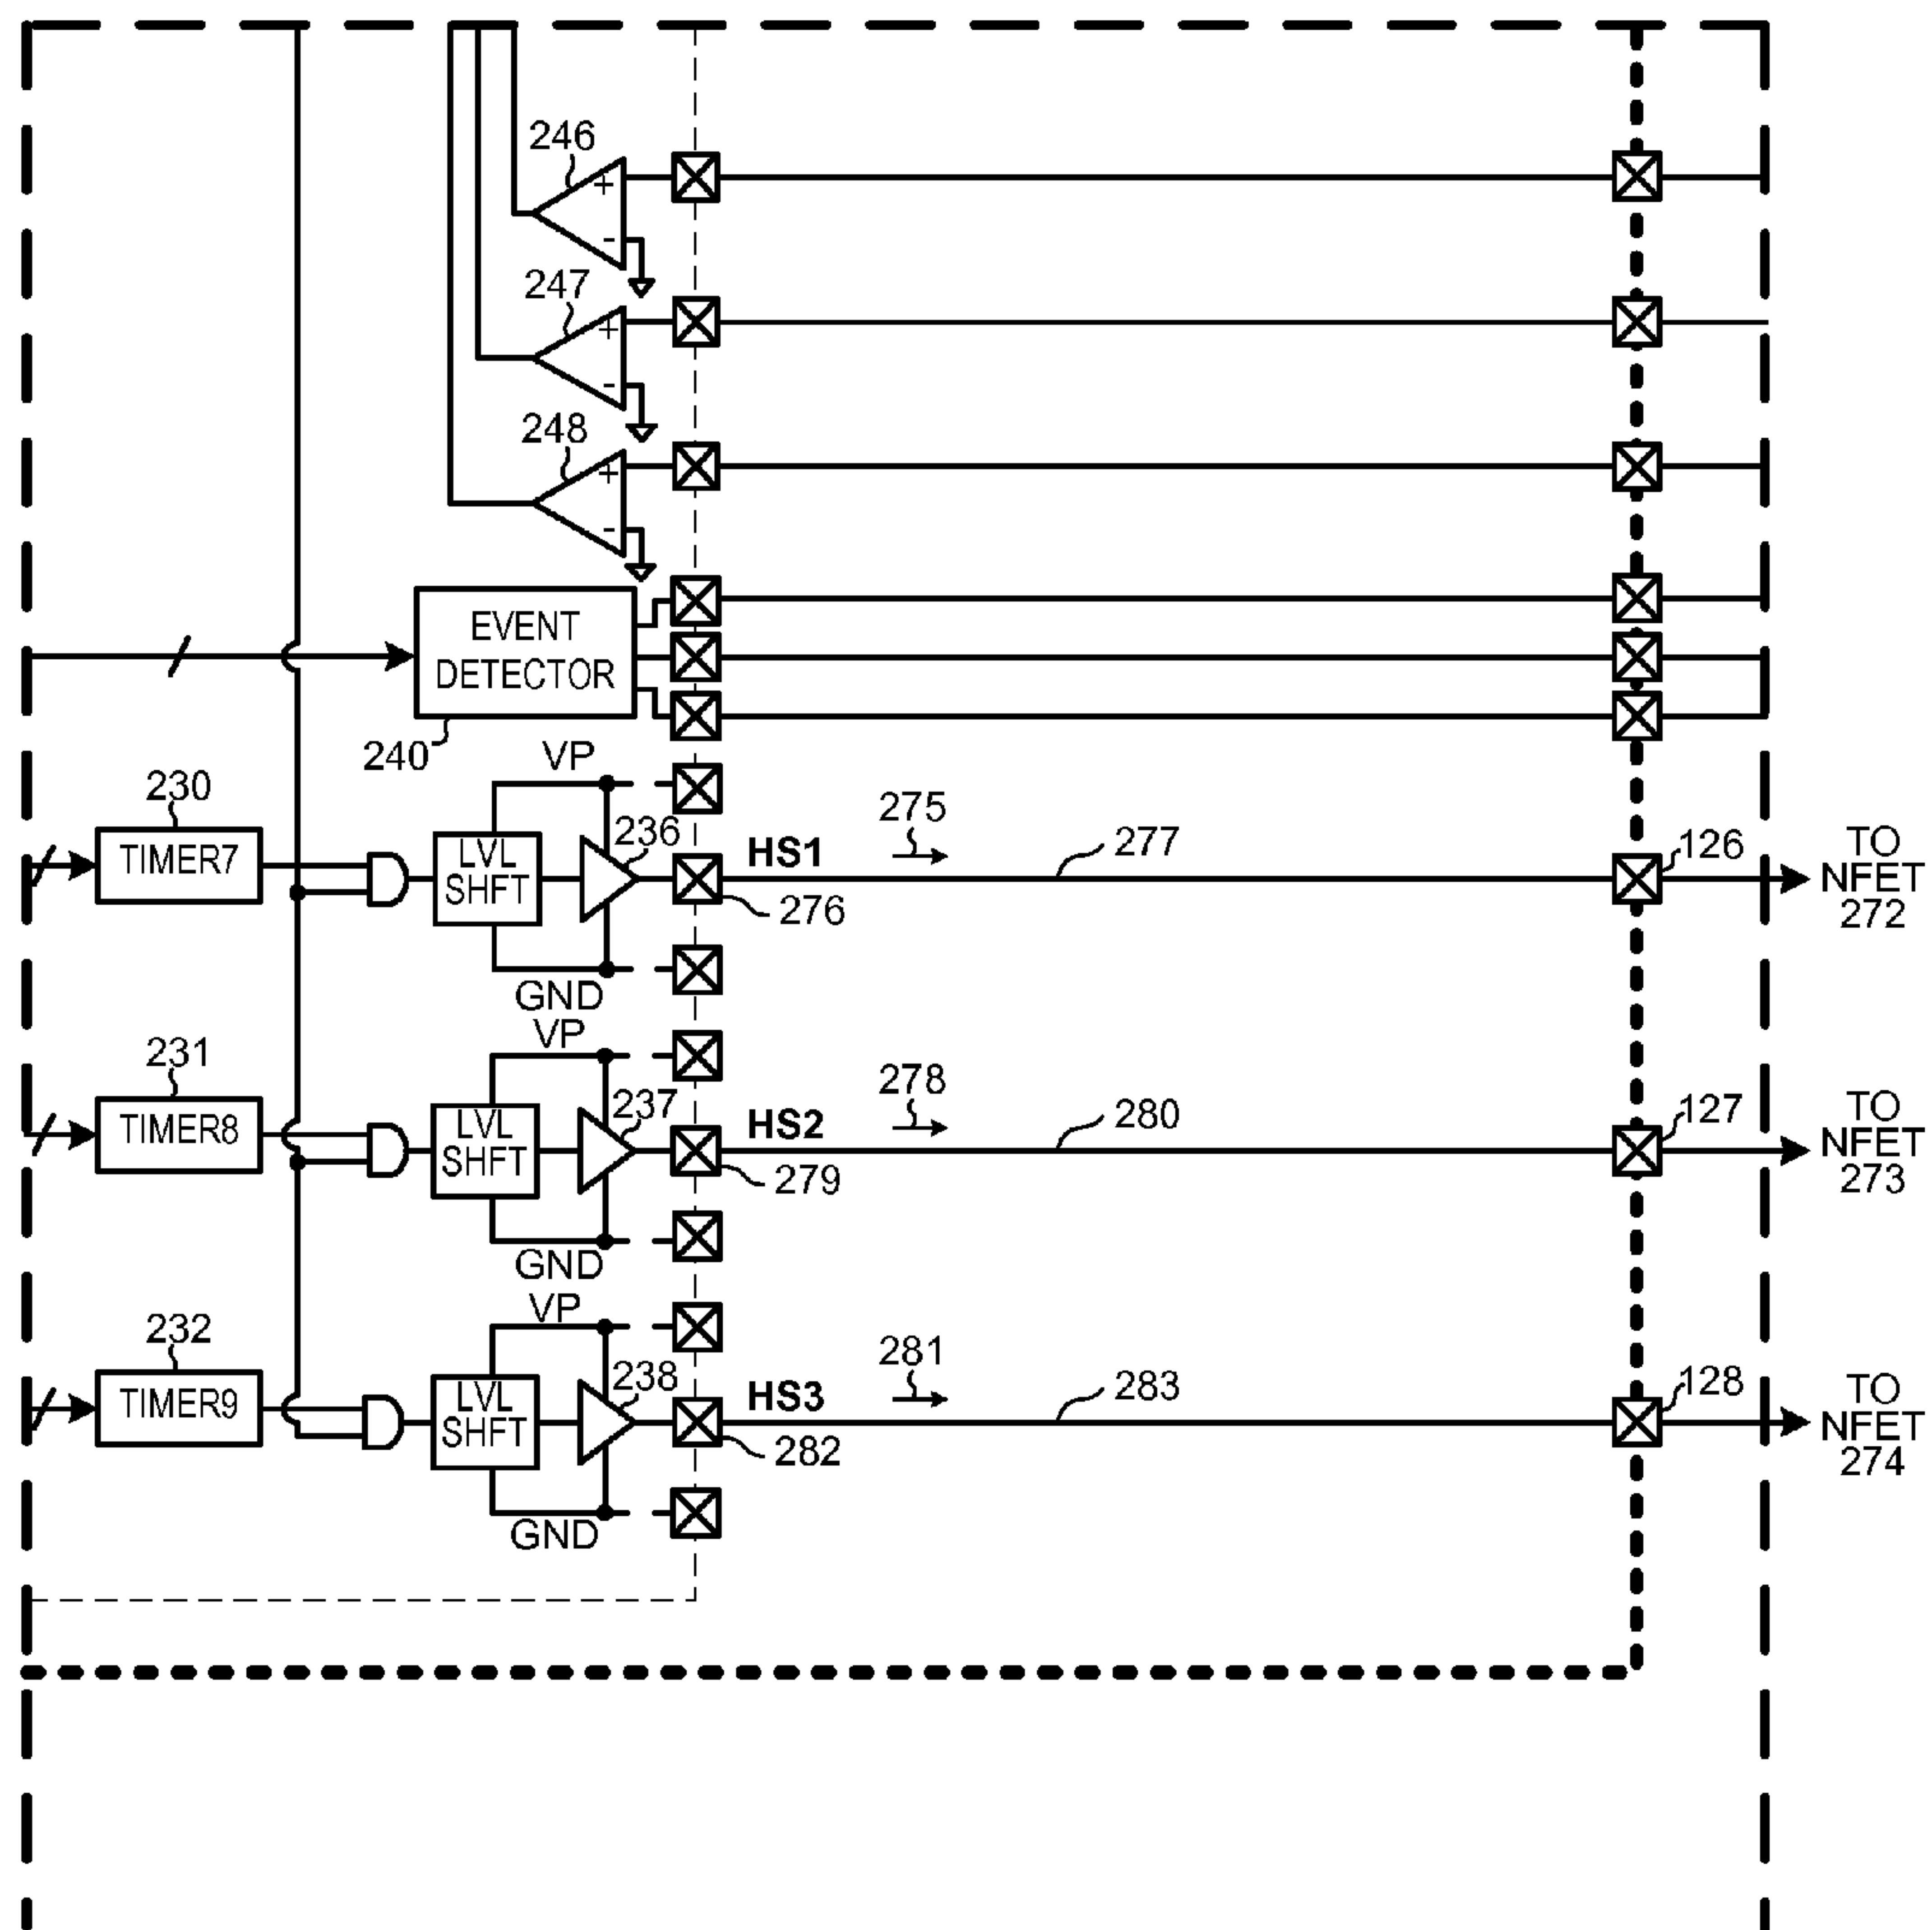 246
+
-
247
+
-
248
+
-
EVENT
DETECTOR
240
VP
230
TIMER7
LVL
SHFT
236
HS1
275
277
126
TO
NFET
272
276
GND
VP
231
TIMER8
LVL
SHFT
237
HS2
278
280
127
TO
NFET
273
279
GND
VP
232
TIMER9
LVL
SHFT
238
HS3
281
283
128
TO
NFET
274
282
GND